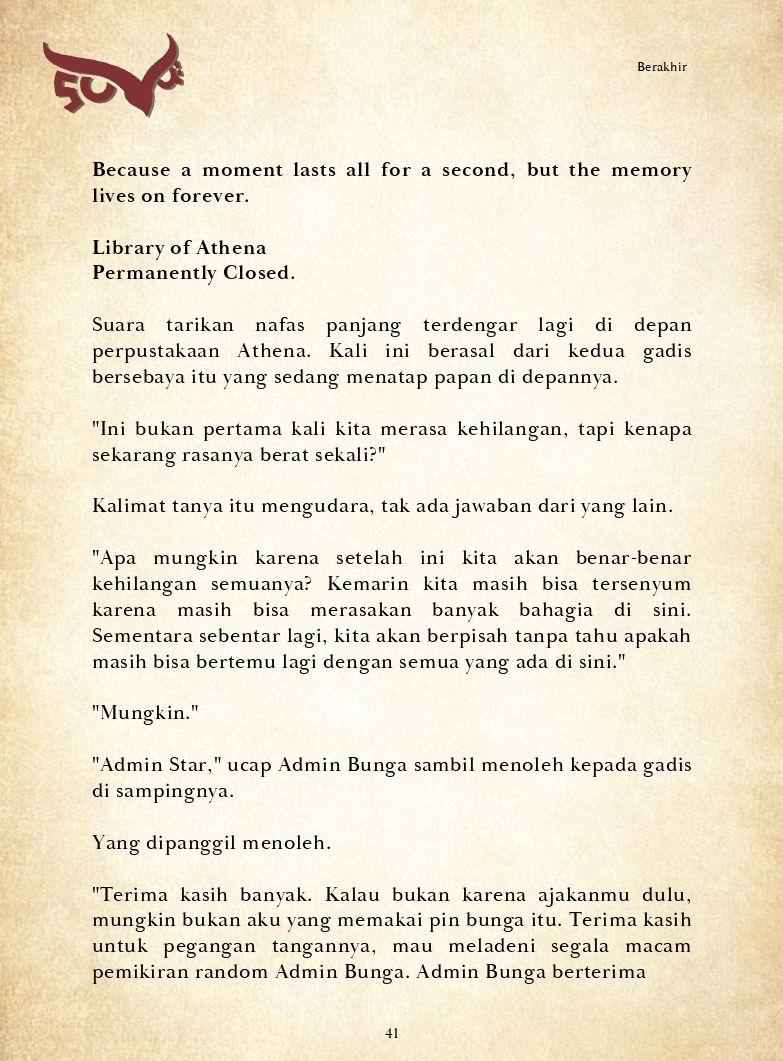 Berakhir
Because a moment lasts all for a second, but the memory
lives on forever.
Library of Athena
Permanently Closed.
Suara tarikan nafas panjang terdengar lagi di depan
perpustakaan Athena. Kali ini berasal dari kedua gadis
bersebaya itu yang sedang menatap papan di depannya.
"Ini bukan pertama kali kita merasa kehilangan, tapi kenapa
sekarang rasanya berat sekali?"
Kalimat tanya itu mengudara, tak ada jawaban dari yang lain.
"Apa mungkin karena setelah ini kita akan benar-benar
kehilangan semuanya? Kemarin kita masih bisa tersenyum
karena masih bisa merasakan banyak bahagia di sini.
Sementara sebentar lagi, kita akan berpisah tanpa tahu apakah
masih bisa bertemu lagi dengan semua yang ada di sini."
"Mungkin."
"Admin Star," ucap Admin Bunga sambil menoleh kepada gadis
di sampingnya.
Yang dipanggil menoleh.
"Terima kasih banyak. Kalau bukan karena ajakanmu dulu,
mungkin bukan aku yang memakai pin bunga itu. Terima kasih
untuk pegangan tangannya, mau meladeni segala macam
pemikiran random Admin Bunga. Admin Bunga berterima
41